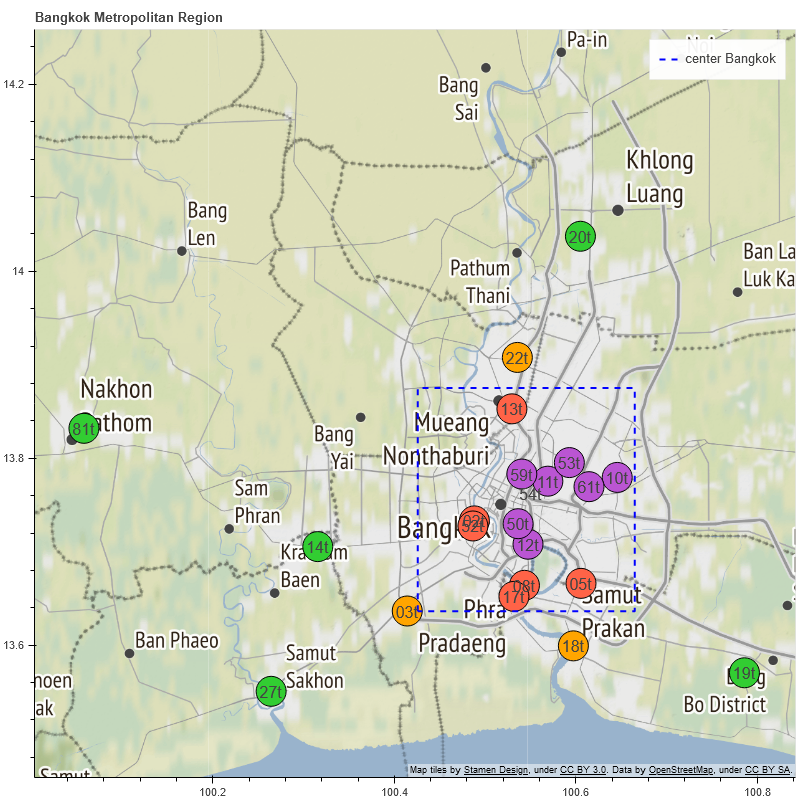 Bangkok Metropolitan Region
center Bangkok
Pa-in
Bang
Sai
14.2
Khlong
Luang
Bang
Len
20t
Ban La
Luk Ka
14
Pathum
Thani
22t
Nakhon
81t
13t
Mueang
Nonthaburi
Bang
Yai
13.8
53t
59t
11t
10t
61t
54t
Sam
Phran
50t
52t
12t
14t
Baen
08t
05t
17t
Samut
03t
Phra
Prakan
Pradaeng
18t
13.6
Ban Phaeo
Samut
Sakhon
27t
19t
Bo District
noen
ak
Samut
Map tiles by Stamen Design, under CC BY 3.0. Data by OpenStreetMap, under CC BY SA.
100.2
100.4
100.6
100.8